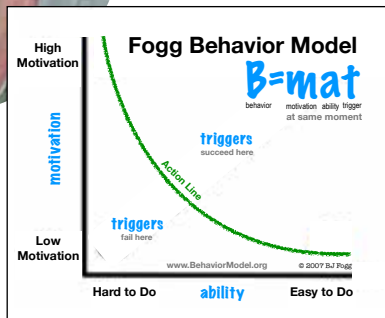 Fogg Behavior Model
High
Motivation
B=mat
behavior motivation ability trigger
at same moment
triggers
succeed here
motivation
Action Line
triggers
fail here
Low
Motivation
www.BehaviorModel.org
© 2007 BJ Fogg
Hard to Do
ability
Easy to Do